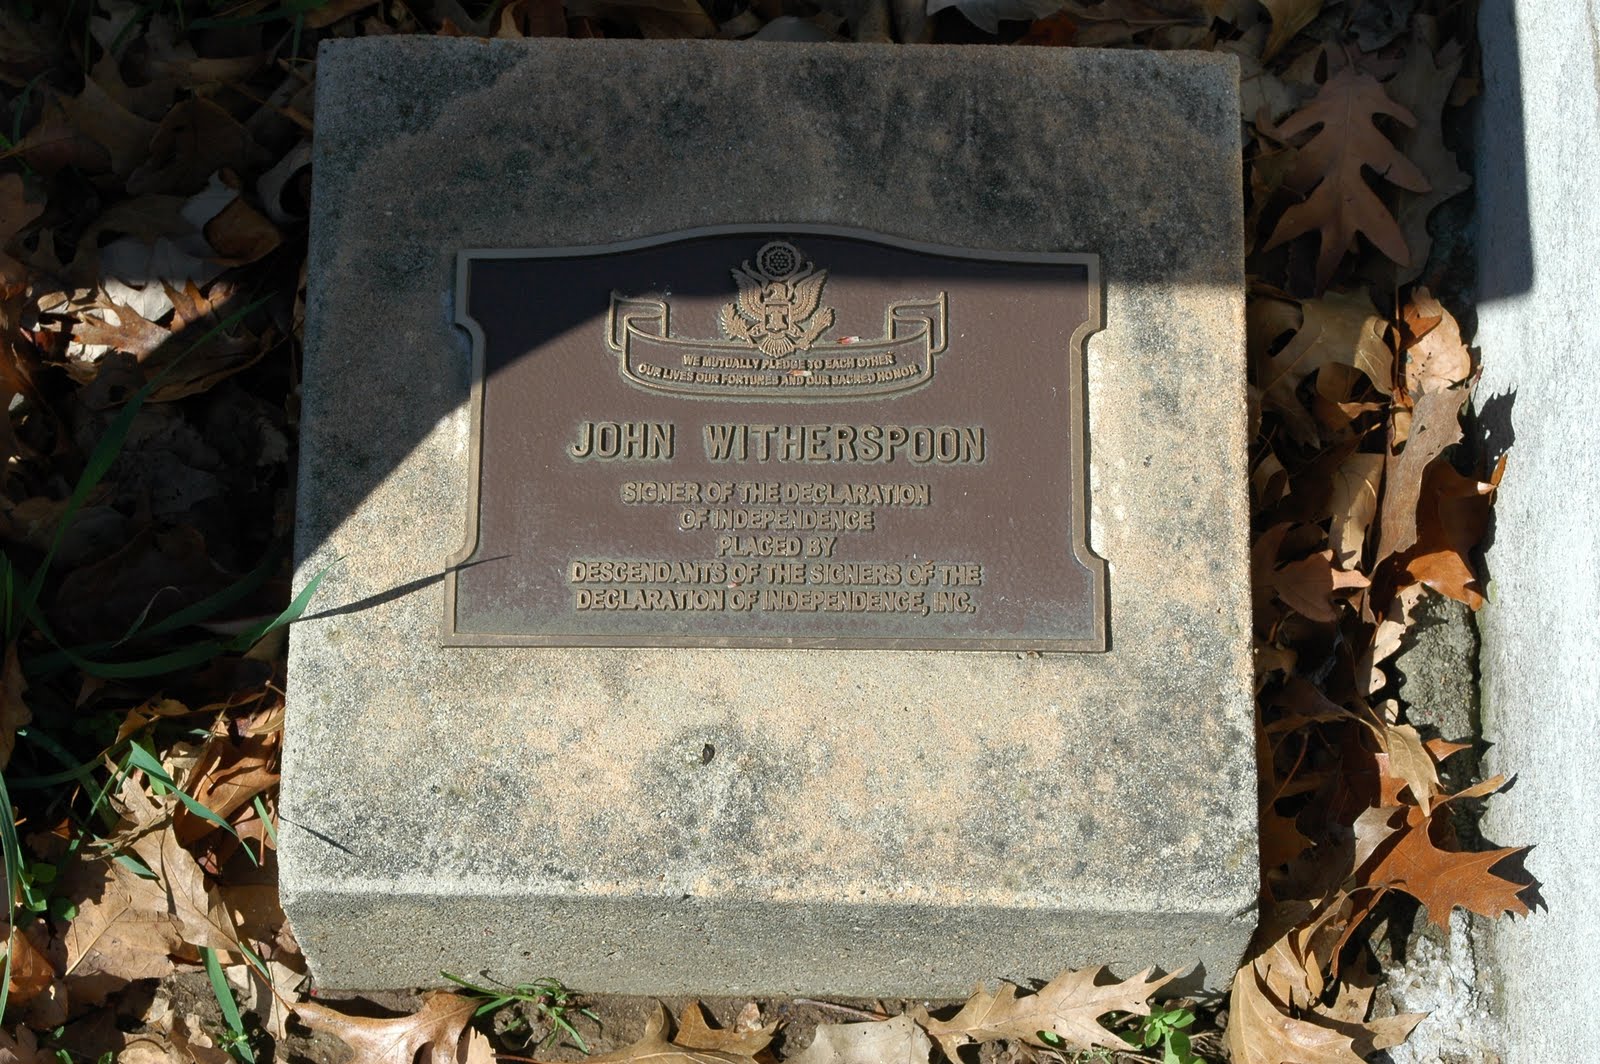 WE MUTUALLY PLEDGE TO EACH OTHER
OUR LIVES OUR FORTUNES AND OUR SACRED HONOR
JOHN WITHERSPOON
SIGNER OF THE DECLARATION
OF INDEPENDENCE
PLACED BY
DESCENDANTS OF THE SIGNERS OF THE
DECLARATION OF INDEPENDENCE, INC.